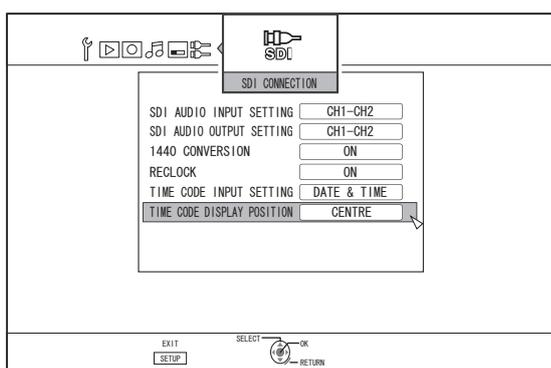 SDI
SDI CONNECTION
SDI AUDIO INPUT SETTING CH1-CH2
SDI AUDIO OUTPUT SETTING CH1-CH2
1440 CONVERSION ON
RECLOCK ON
TIME CODE INPUT SETTING DATE & TIME
TIME CODE DISPLAY POSITION CENTRE
EXIT
SETUP
SELECT
OK
RETURN